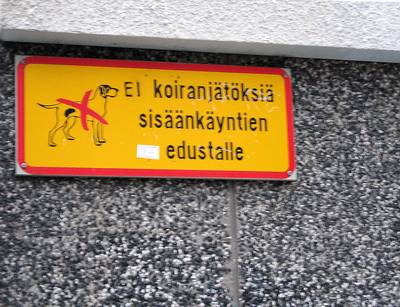 EI koiranjätöksiä
sisäänkäyntien
edustalle